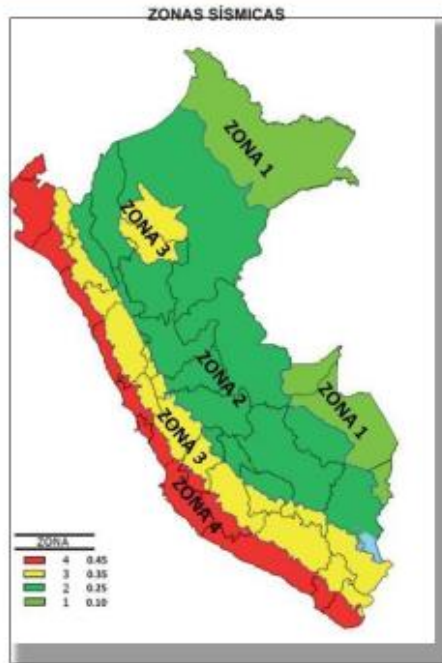 ZONAS SÍSMICAS
ZONA 1
ZONA 3
ZONA 2
ZONA 1
ZONA 3
ZONA 4
ZONA
4 0.45
3 0.35
2 0.25
1 0.10